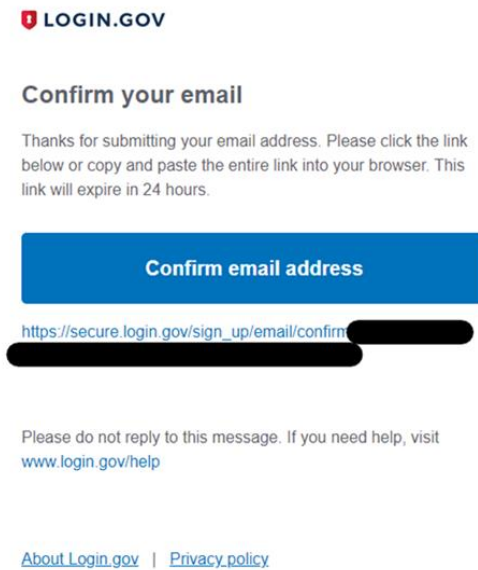 LOGIN.GOV
Confirm your email
Thanks for submitting your email address. Please click the link
below or copy and paste the entire link into your browser. This
link will expire in 24 hours.
Confirm email address
https://secure.login.gov/sign_up/email/confirm
Please do not reply to this message. If you need help, visit
www.login.gov/help
About Login.gov | Privacy policy